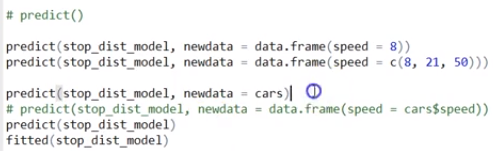 # predict()
predict(stop_dist_model, newdata = data.frame(speed = 8))
predict(stop_dist_model, newdata = data.frame(speed = c(8, 21, 50)))
predict(stop_dist_model, newdata = cars)
# predict(stop_dist_model, newdata = data.frame(speed = cars$speed))
predict(stop_dist_model)
fitted(stop_dist_model)